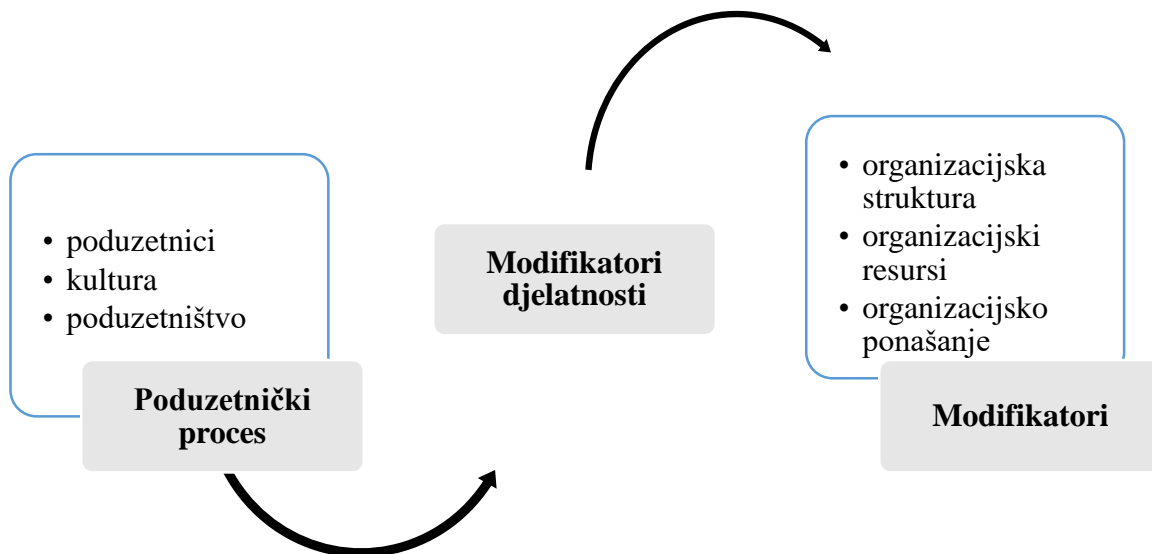 • poduzetnici
• kultura
• poduzetništvo
Poduzetnički
proces
Modifikatori
djelatnosti
• organizacijska
struktura
• organizacijski
resursi
• organizacijsko
ponašanje
Modifikatori